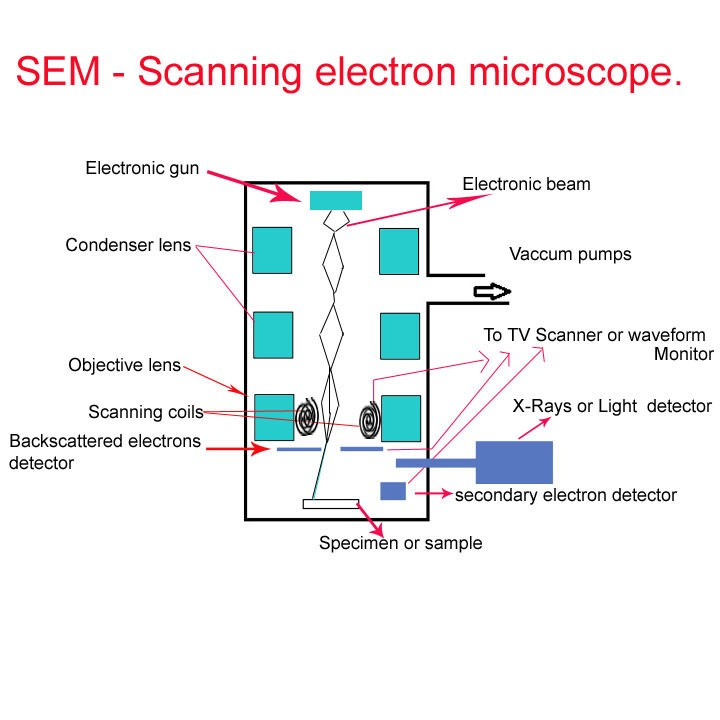 SEM - Scanning electron microscope.
Electronic gun
Electronic beam
Condenser lens
Vaccum pumps
To TV Scanner or waveform
Monitor
Objective lens
X-Rays or Light detector
Scanning coils
Backscattered electrons
detector
secondary electron detector
Specimen or sample